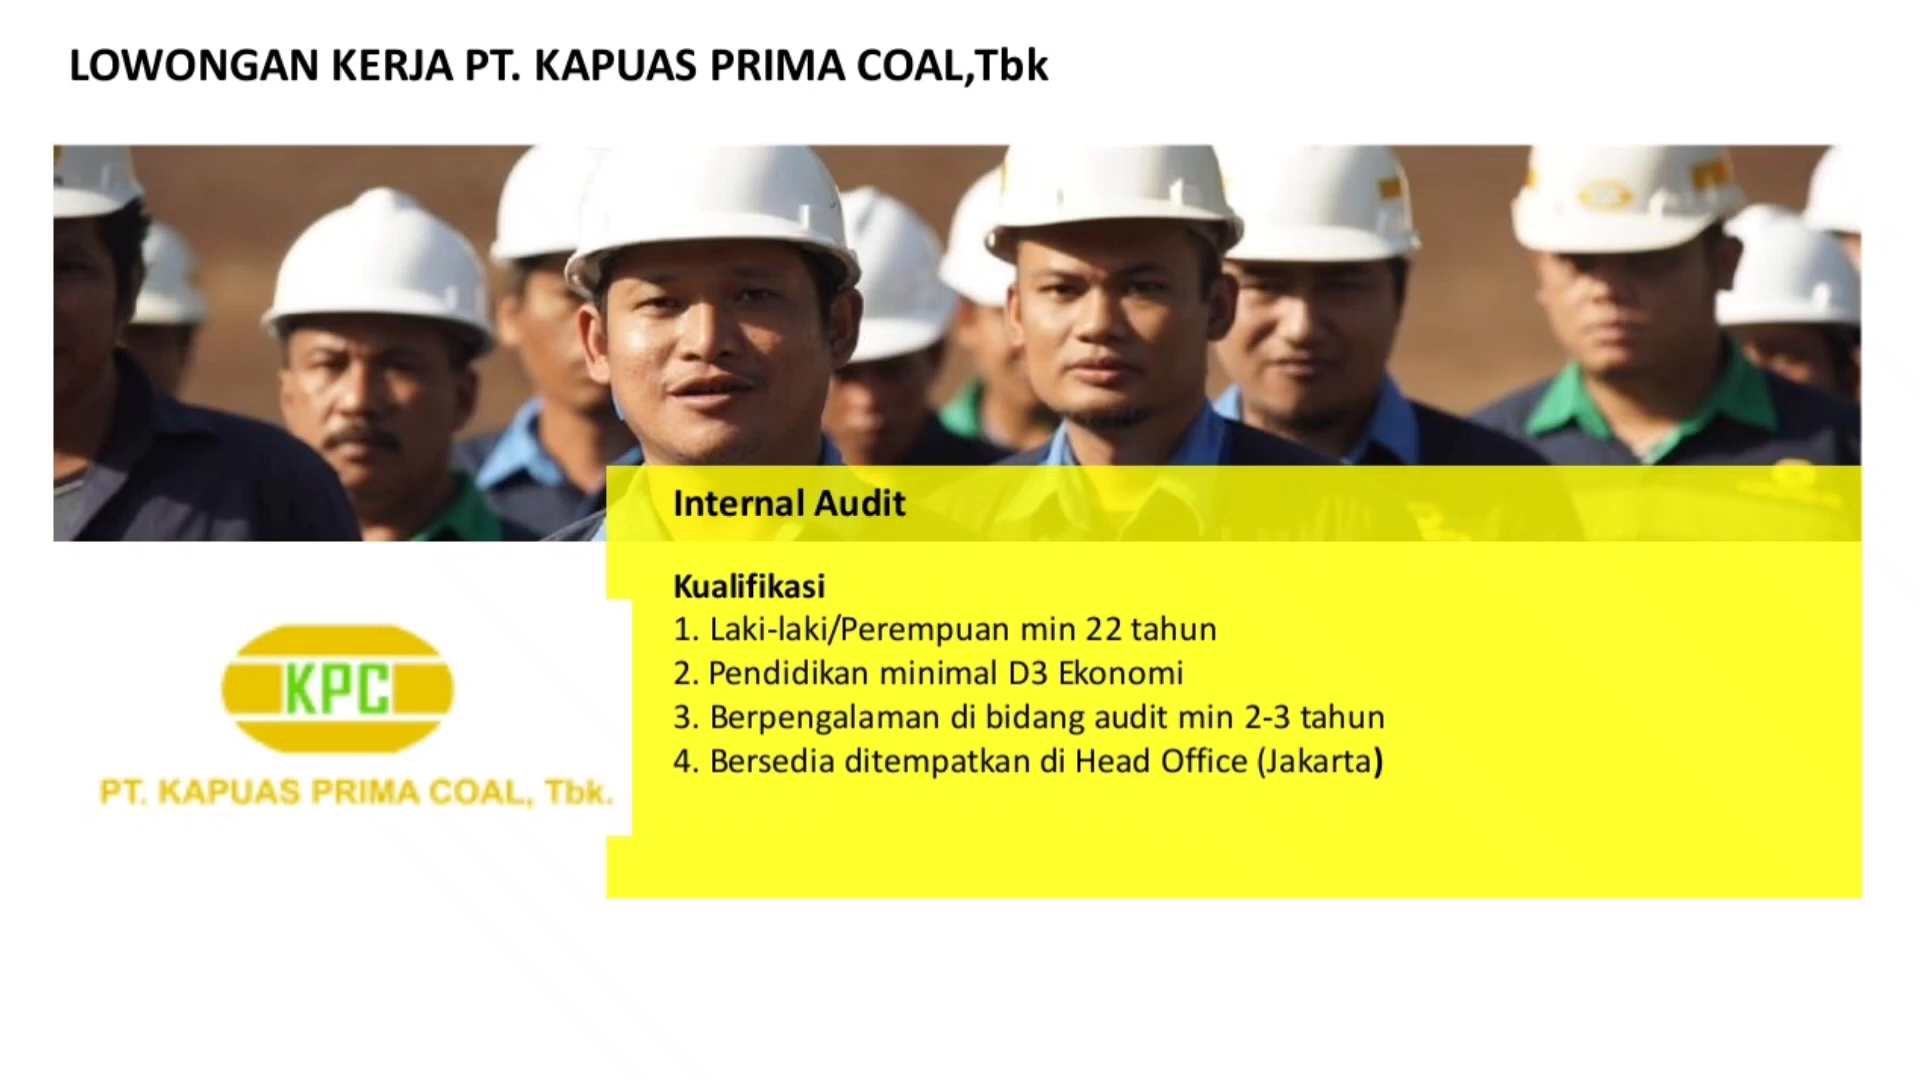 LOWONGAN KERJA PT. KAPUAS PRIMA COAL,Tbk
Internal Audit
Kualifikasi
1. Laki-laki/Perempuan min 22 tahun
2. Pendidikan minimal D3 Ekonomi
3. Berpengalaman di bidang audit min 2-3 tahun
4. Bersedia ditempatkan di Head Office (Jakarta)
KPC
PT. KAPUAS PRIMA COAL, Tbk.